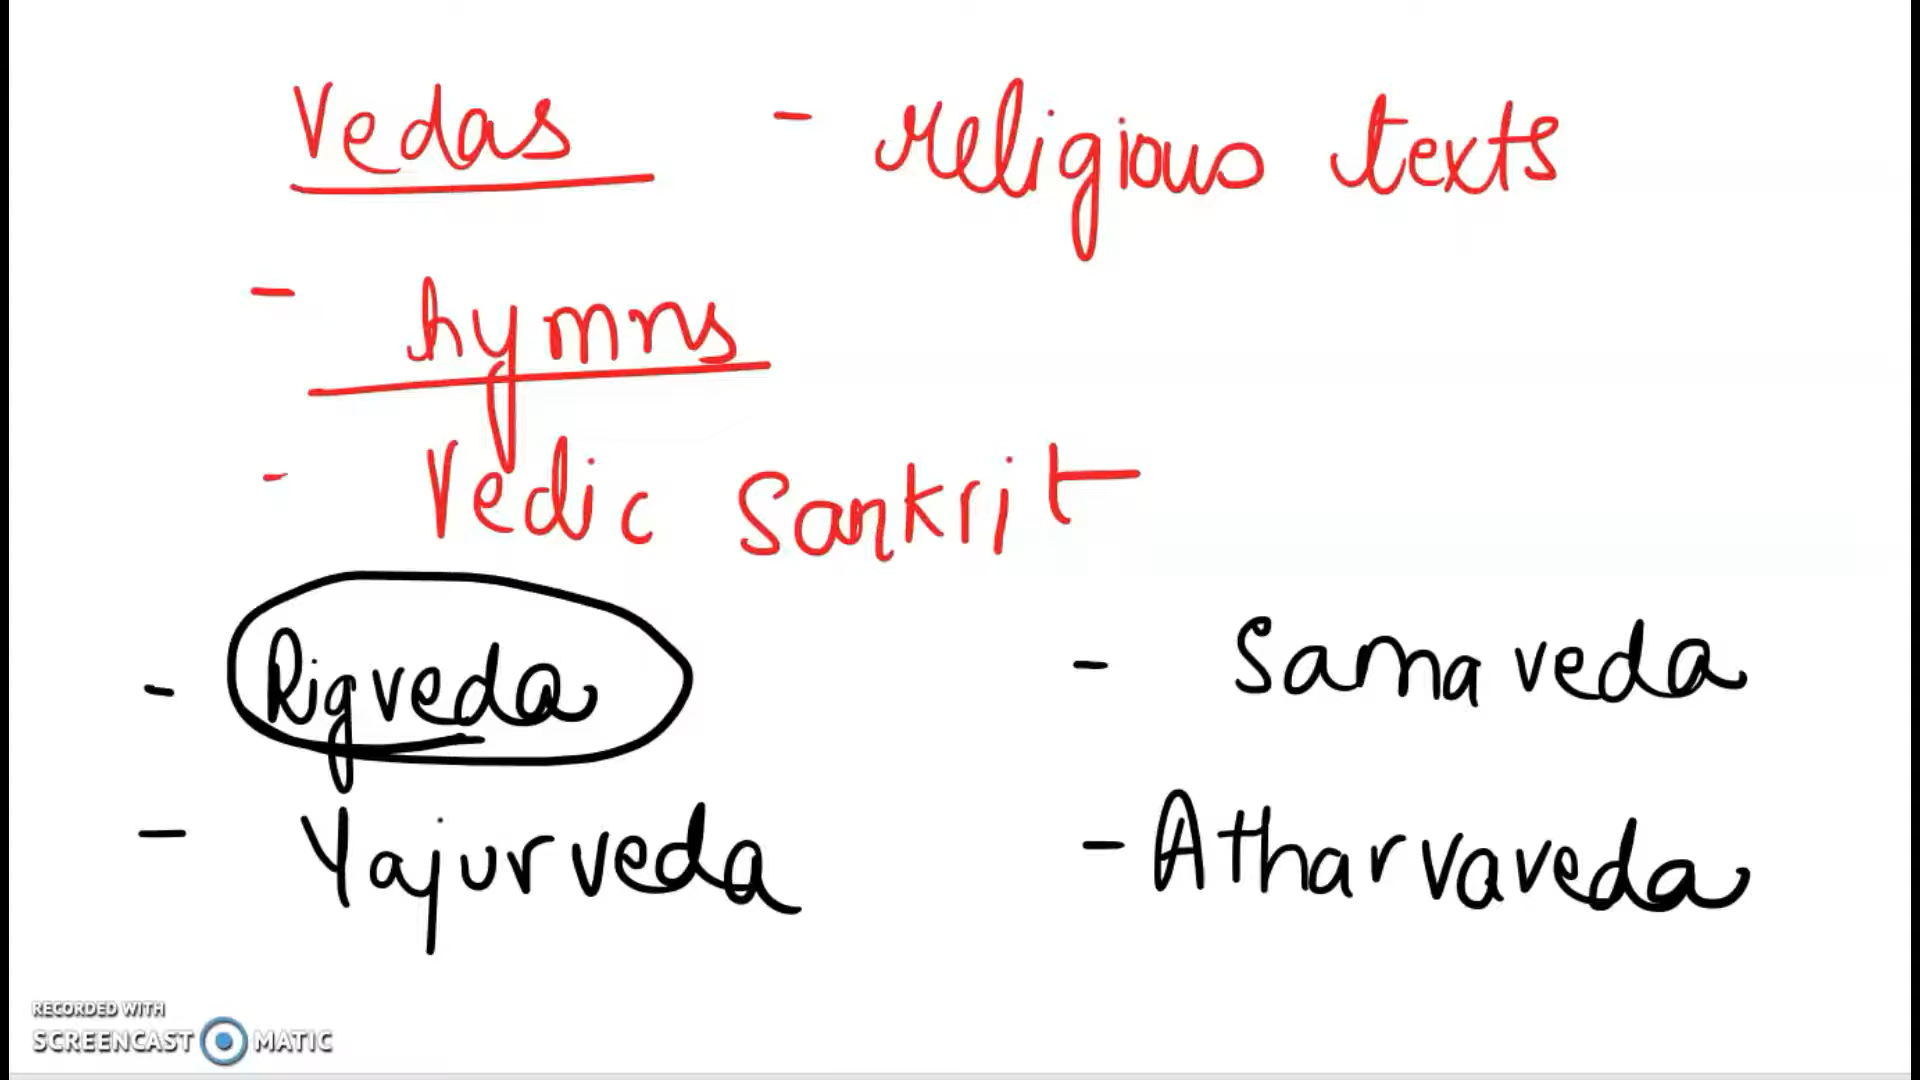 Vedas - religious texts
- hymns
- Vedic Sankrit
- Rigveda - Samaveda
- Yajurveda - Atharvaveda
RECORDED WITH
SCREENCAST MATIC